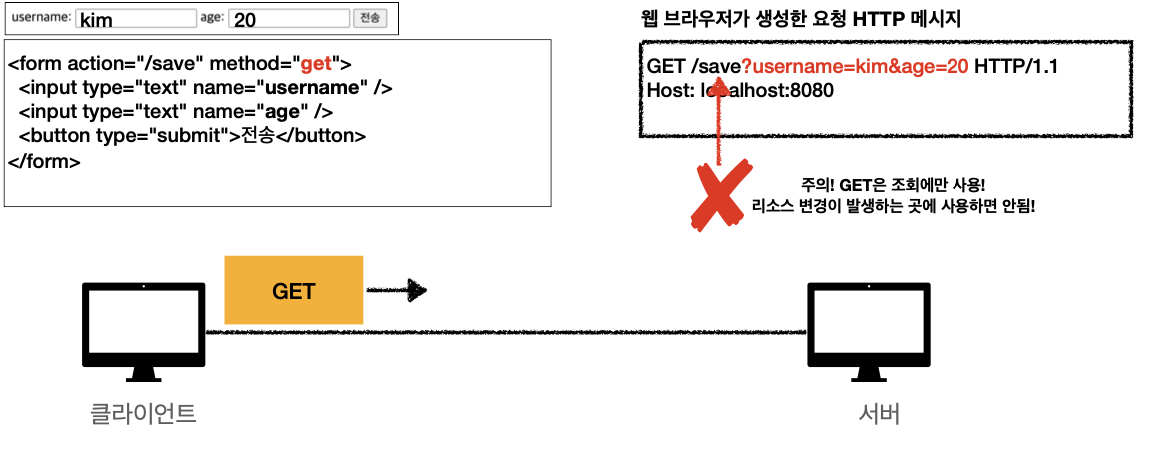 username: kim age: 20 전송
<form action="/save" method="get">
<input type="text" name="username" />
<input type="text" name="age" />
<button type="submit">전송</button>
</form>
웹 브라우저가 생성한 요청 HTTP 메시지
GET /save?username=kim&age=20 HTTP/1.1
Host: localhost:8080
주의! GET은 조회에만 사용!
리소스 변경이 발생하는 곳에 사용하면 안됨!
GET
클라이언트
서버